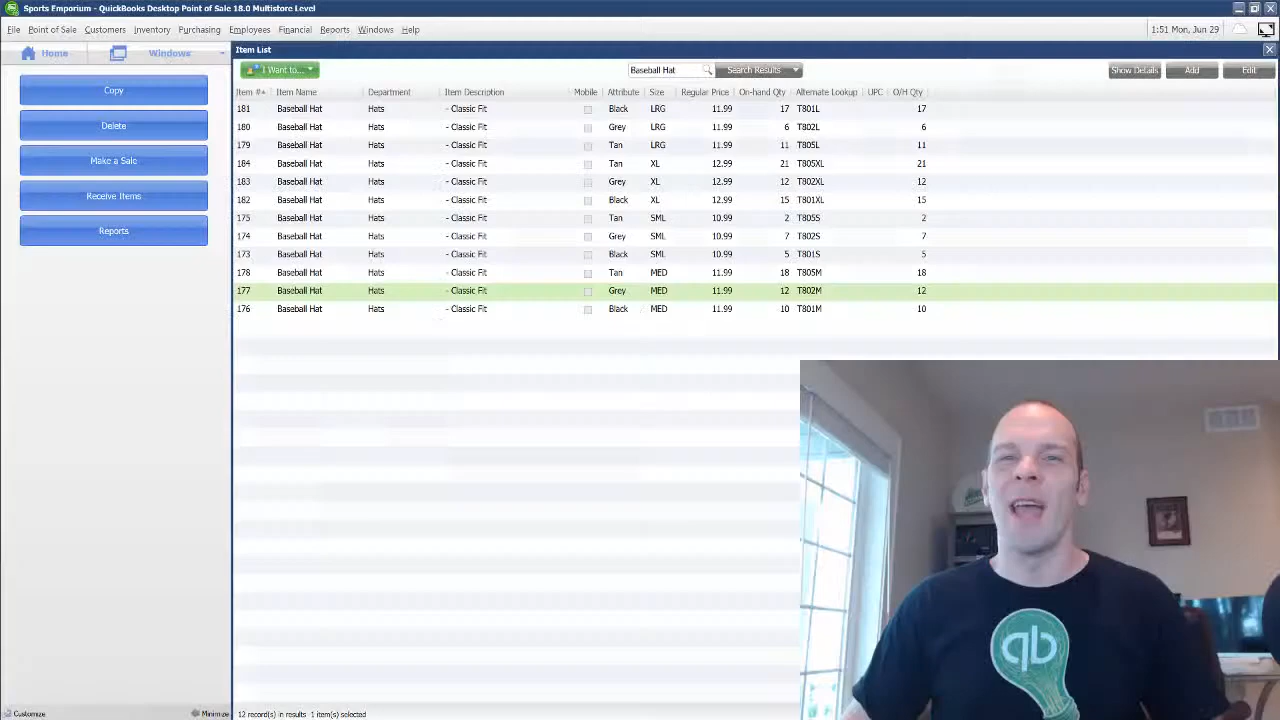 Sports Emporium - QuickBooks Desktop Point of Sale 18.0 Multistore Level
File Point of Sale Customers Inventory Purchasing Employees Financial Reports Windows Help 1:51 Mon, Jun 29
Home Windows
Item List
Copy
Delete
Make a Sale
Receive Items
Reports
I Want to... Baseball Hat Search Results Show Details Add Edit
Item # Item Name Department Item Description Mobile Attribute Size Regular Price On-hand Qty Alternate Lookup UPC O/H Qty
181 Baseball Hat Hats - Classic Fit Black LRG 11.99 17 T801L 17
180 Baseball Hat Hats - Classic Fit Grey LRG 11.99 6 T802L 6
179 Baseball Hat Hats - Classic Fit Tan LRG 11.99 11 T805L 11
184 Baseball Hat Hats - Classic Fit Tan XL 12.99 21 T805XL 21
183 Baseball Hat Hats - Classic Fit Grey XL 12.99 12 T802XL 12
182 Baseball Hat Hats - Classic Fit Black XL 12.99 15 T801XL 15
175 Baseball Hat Hats - Classic Fit Tan SML 10.99 2 T805S 2
174 Baseball Hat Hats - Classic Fit Grey SML 10.99 7 T802S 7
173 Baseball Hat Hats - Classic Fit Black SML 10.99 5 T801S 5
178 Baseball Hat Hats - Classic Fit Tan MED 11.99 18 T805M 18
177 Baseball Hat Hats - Classic Fit Grey MED 11.99 12 T802M 12
176 Baseball Hat Hats - Classic Fit Black MED 11.99 10 T801M 10
qb
Customize Minimize 12 record(s) in results 1 item(s) selected